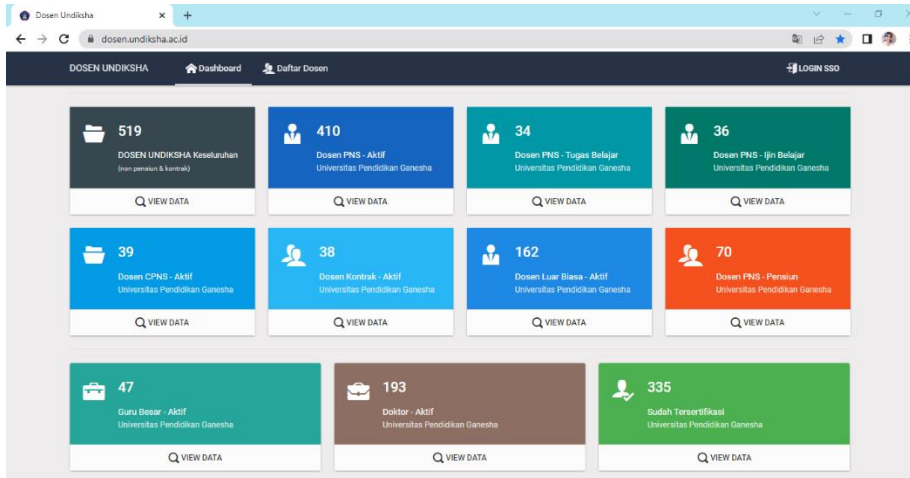 Dosen Undiksha
dosen.undiksha.ac.id
DOSEN UNDIKSHA Dashboard Daftar Dosen LOGIN SSO
519
DOSEN UNDIKSHA Keseluruhan
(non pensiun & kontrak)
VIEW DATA
410
Dosen PNS - Aktif
Universitas Pendidikan Ganesha
VIEW DATA
34
Dosen PNS - Tugas Belajar
Universitas Pendidikan Ganesha
VIEW DATA
36
Dosen PNS - Ijin Belajar
Universitas Pendidikan Ganesha
VIEW DATA
39
Dosen CPNS - Aktif
Universitas Pendidikan Ganesha
VIEW DATA
38
Dosen Kontrak - Aktif
Universitas Pendidikan Ganesha
VIEW DATA
162
Dosen Luar Biasa - Aktif
Universitas Pendidikan Ganesha
VIEW DATA
70
Dosen PNS - Pensiun
Universitas Pendidikan Ganesha
VIEW DATA
47
Guru Besar - Aktif
Universitas Pendidikan Ganesha
VIEW DATA
193
Doktor - Aktif
Universitas Pendidikan Ganesha
VIEW DATA
335
Sudah Tersertifikasi
Universitas Pendidikan Ganesha
VIEW DATA